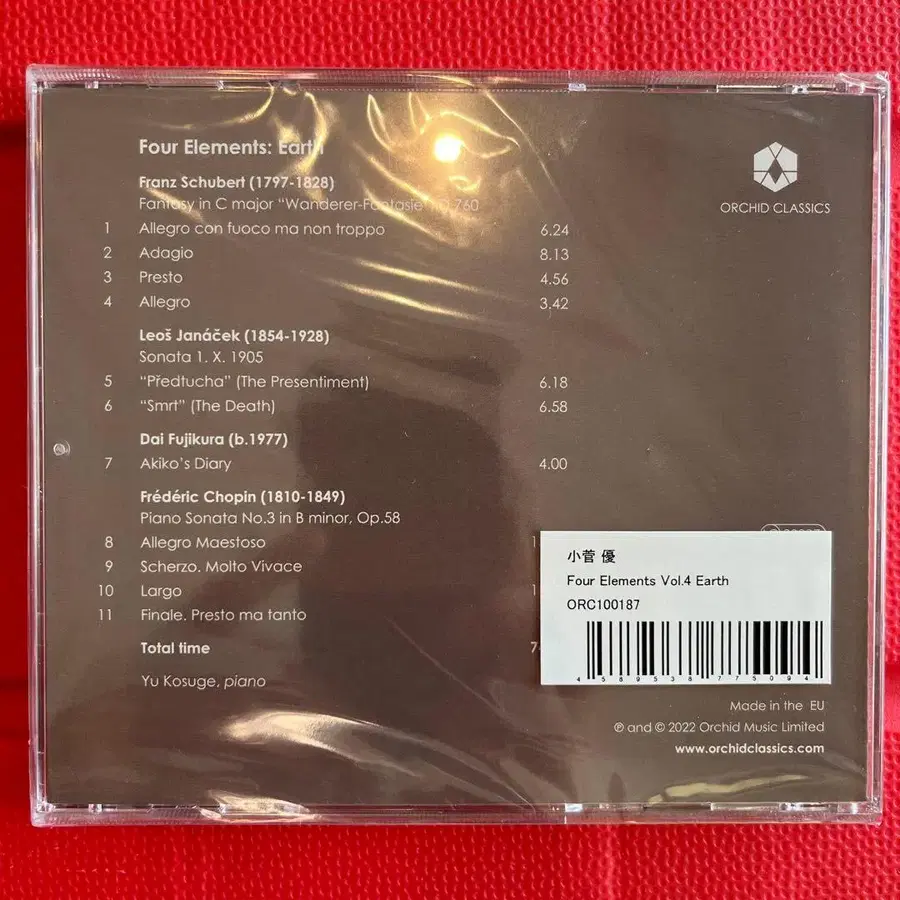 Four Elements: Earth
Franz Schubert (1797-1828)
Fantasy in C major "Wanderer-Fantasie" D.760
1 Allegro con fuoco ma non troppo 6.24
2 Adagio 8.13
3 Presto 4.56
4 Allegro 3.42
Leoš Janáček (1854-1928)
Sonata 1. X. 1905
5 "Předtucha" (The Presentiment) 6.18
6 "Smrt" (The Death) 6.58
Dai Fujikura (b.1977)
7 Akiko's Diary 4.00
Frédéric Chopin (1810-1849)
Piano Sonata No.3 in B minor, Op.58
8 Allegro Maestoso
9 Scherzo. Molto Vivace
10 Largo
11 Finale. Presto ma tanto
Total time
Yu Kosuge, piano
ORCHID CLASSICS
小菅 優
Four Elements Vol.4 Earth
ORC100187
4589538775094
Made in the EU
℗ and © 2022 Orchid Music Limited
www.orchidclassics.com